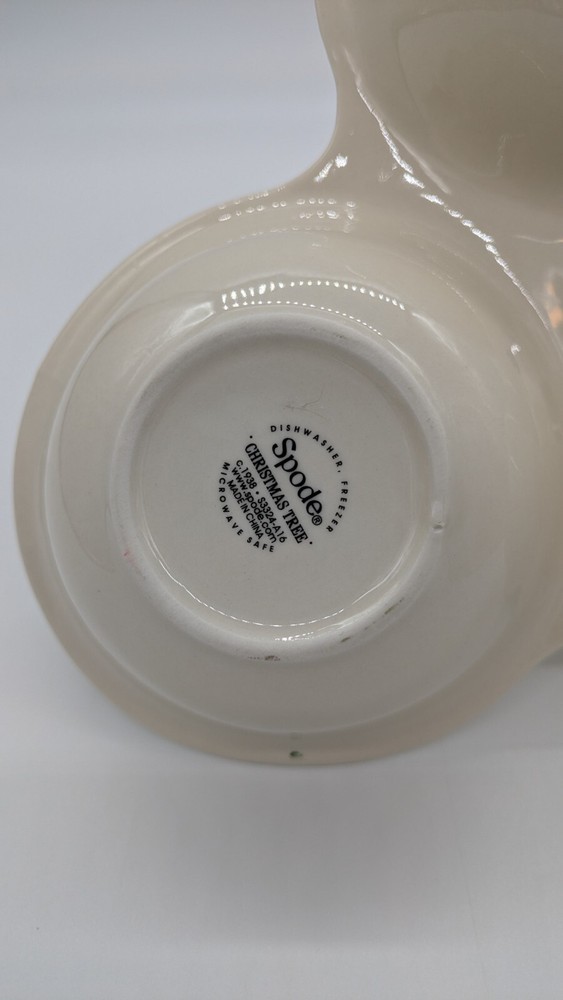 DISHWASHER, FREEZER
Spode®
· CHRISTMAS TREE ·
c.1938 · S3324-A16
www.spode.com
MADE IN CHINA
MICROWAVE SAFE